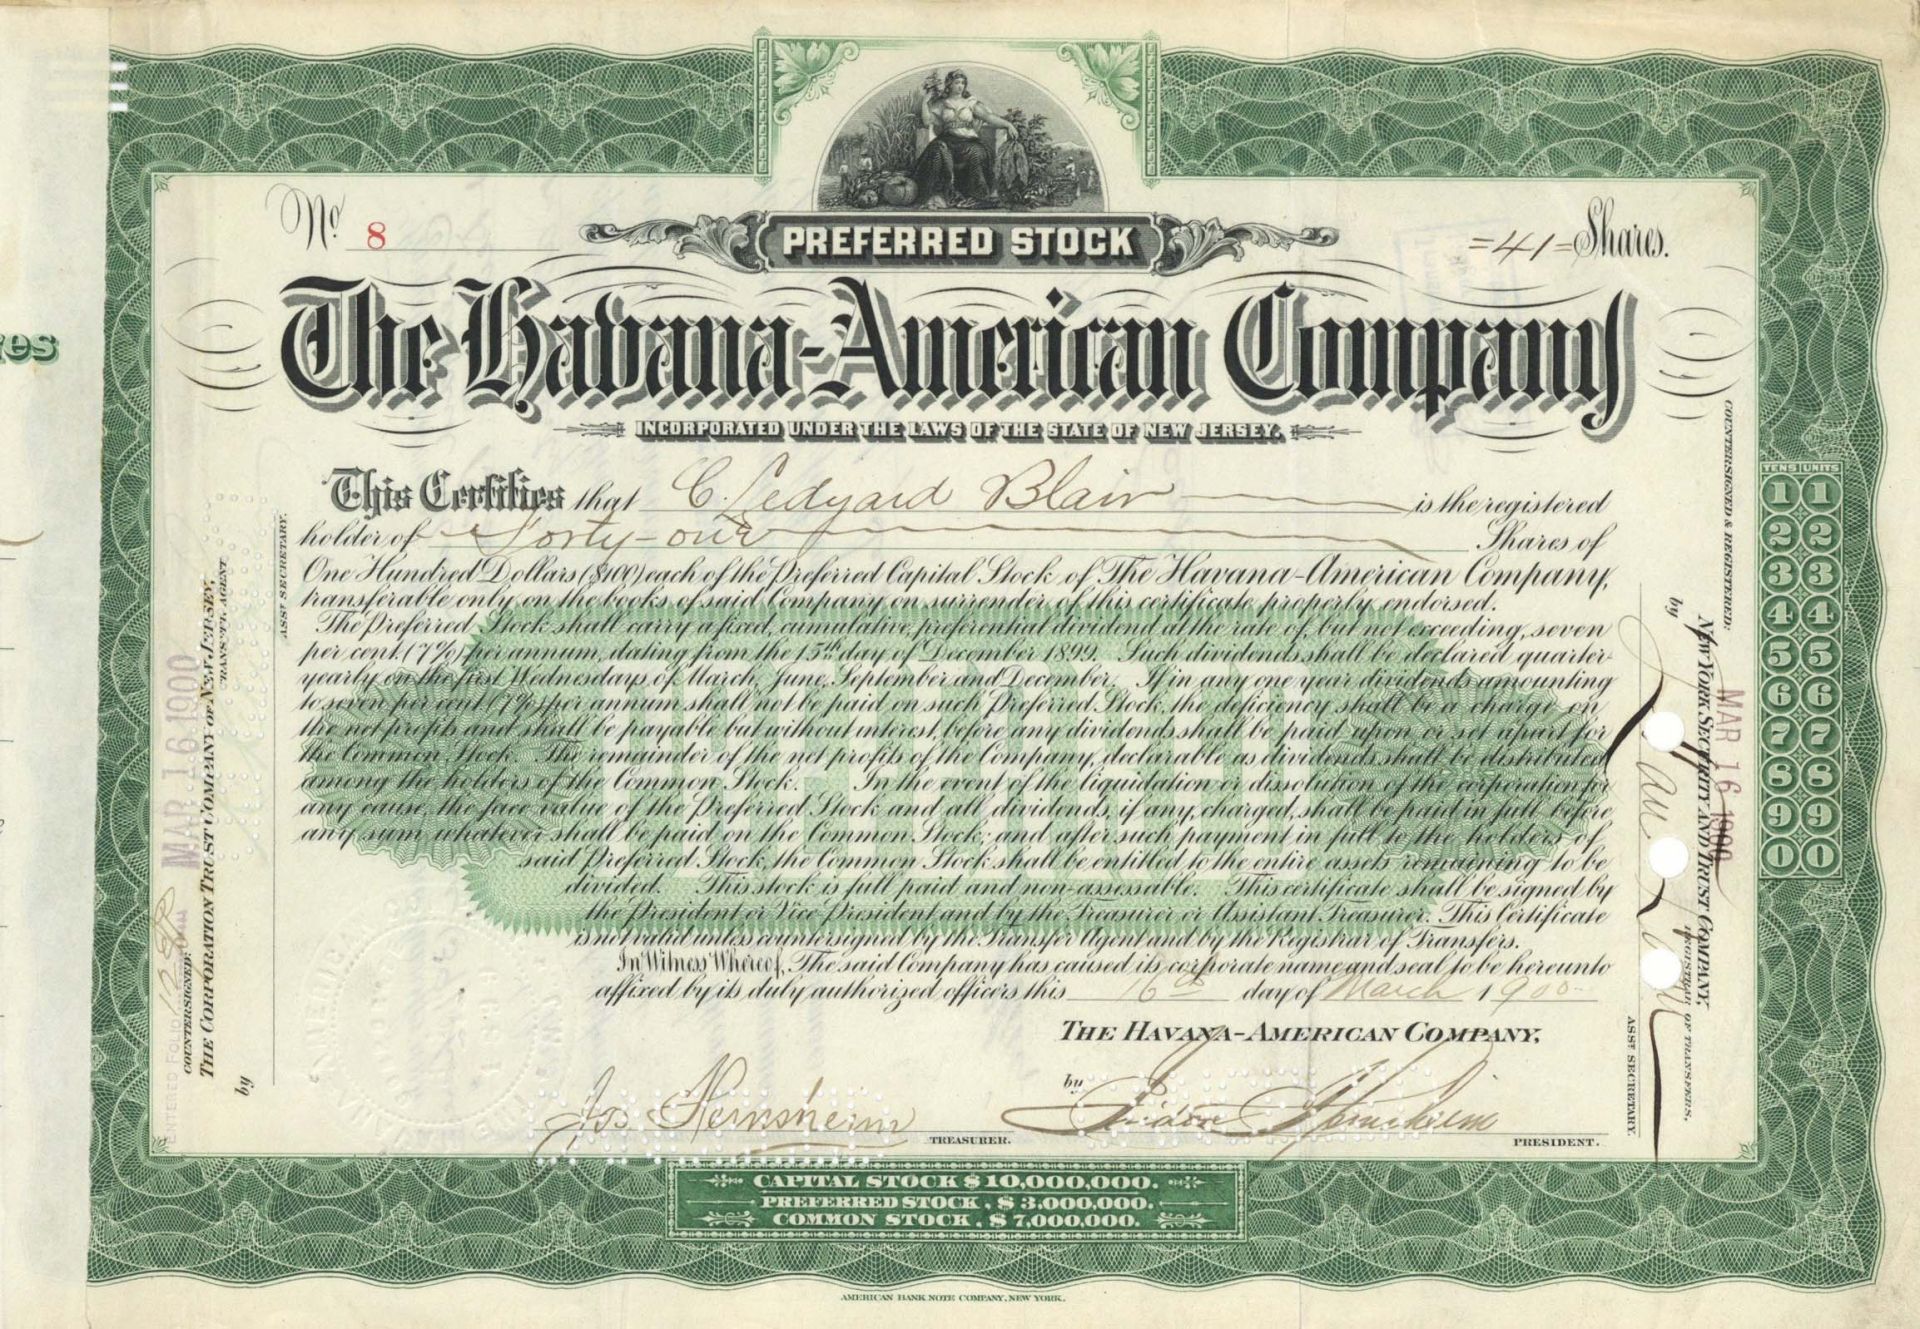 PREFERRED STOCK
No. 8
=41= Shares.
The Havana-American Company
INCORPORATED UNDER THE LAWS OF THE STATE OF NEW JERSEY.
This Certifies that C. Ledyard Blair is the registered
holder of Forty-one Shares of
One Hundred Dollars ($100) each of the Preferred Capital Stock of The Havana-American Company,
transferable only on the books of said Company on surrender of this certificate properly endorsed.
The Preferred Stock shall carry a fixed, cumulative, preferential dividend at the rate of, but not exceeding, seven
per cent (7%) per annum, dating from the 15th day of December 1899. Such dividends shall be declared quarter-
yearly on the first Wednesdays of March, June, September and December. If in any one year dividends amounting
to seven per cent (7%) per annum shall not be paid on such Preferred Stock, the deficiency shall be a charge on
the net profits and shall be payable but without interest, before any dividends shall be paid upon or set apart for
the Common Stock. The remainder of the net profits of the Company, declarable as dividends shall be distributed
among the holders of the Common Stock. In the event of the liquidation or dissolution of the corporation for
any cause, the face value of the Preferred Stock and all dividends, if any, charged, shall be paid in full before
any sum whatever shall be paid on the Common Stock; and after such payment in full to the holders of
said Preferred Stock, the Common Stock shall be entitled to the entire assets remaining to be
divided. This stock is full paid and non-assessable. This certificate shall be signed by
the President or Vice President and by the Treasurer or Assistant Treasurer. This Certificate
is not valid unless countersigned by the Transfer Agent and by the Registrar of Transfers.
In Witness Whereof, The said Company has caused its corporate name and seal to be hereunto
affixed by its duly authorized officers this 16th day of March 1900
THE HAVANA-AMERICAN COMPANY,
by
Jos Hernsheim
TREASURER.
Isidore Hernsheim
PRESIDENT.
CAPITAL STOCK $10,000,000.
PREFERRED STOCK, $3,000,000.
COMMON STOCK, $7,000,000.
AMERICAN BANK NOTE COMPANY, NEW YORK.
ENTERED FOLIO
COUNTERSIGNED:
THE CORPORATION TRUST COMPANY OF NEW JERSEY,
TRANSFER AGENT
by
ASST. SECRETARY.
MAR 16 1900
COUNTERSIGNED & REGISTERED:
NEW YORK SECURITY AND TRUST COMPANY,
REGISTRAR OF TRANSFERS.
by
ASST. SECRETARY.
MAR 16 1900
TENS UNITS
1 1
2 2
3 3
4 4
5 5
6 6
7 7
8 8
9 9
0 0